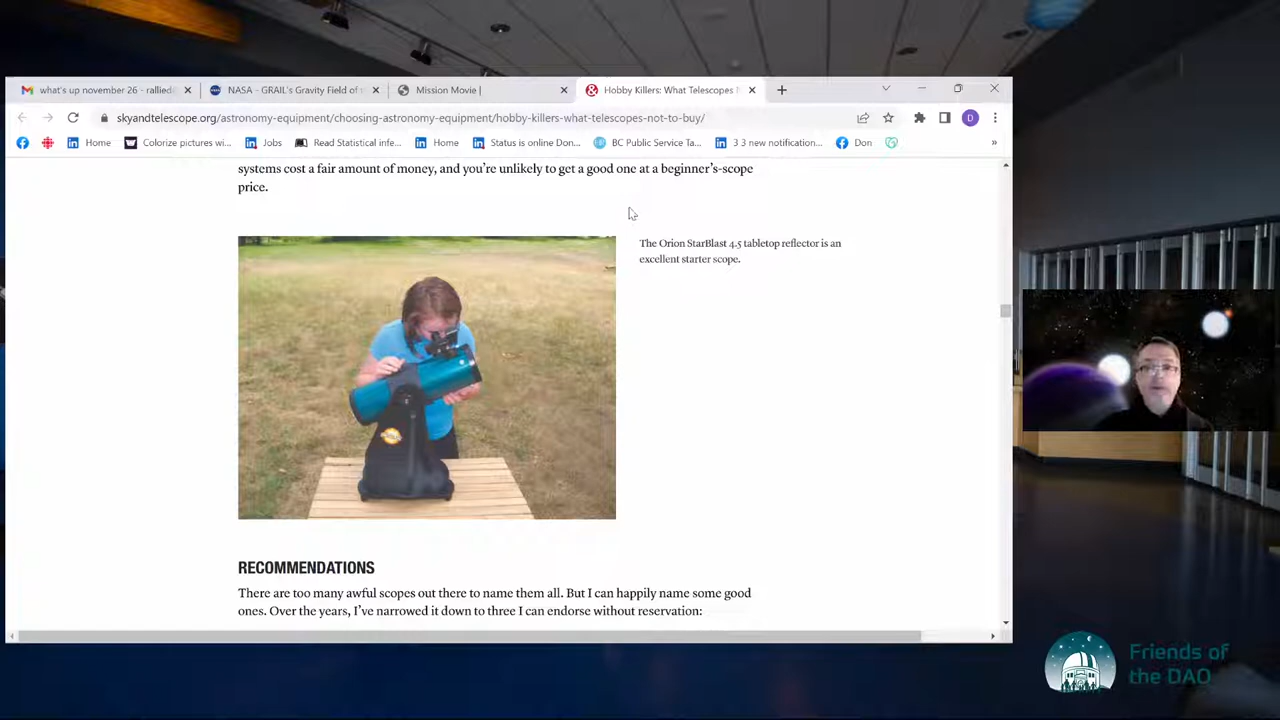 what's up november 26 - rallied
NASA - GRAIL's Gravity Field of
Mission Movie |
Hobby Killers: What Telescopes
skyandtelescope.org/astronomy-equipment/choosing-astronomy-equipment/hobby-killers-what-telescopes-not-to-buy/
D
Home
Colorize pictures wi...
Jobs
Read Statistical infe...
Home
Status is online Don...
BC Public Service Ta...
3 3 new notification...
Don
»
systems cost a fair amount of money, and you're unlikely to get a good one at a beginner's-scope
price.
The Orion StarBlast 4.5 tabletop reflector is an
excellent starter scope.
RECOMMENDATIONS
There are too many awful scopes out there to name them all. But I can happily name some good
ones. Over the years, I've narrowed it down to three I can endorse without reservation:
Friends of
the DAO